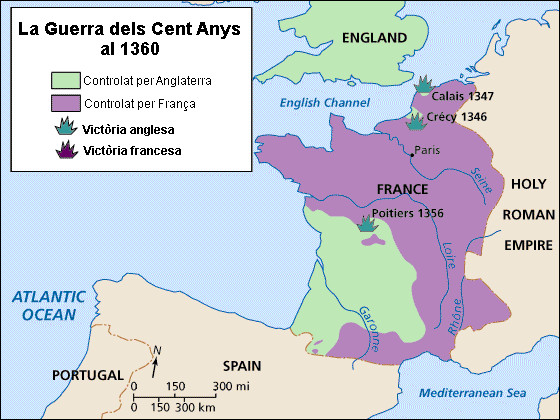 La Guerra dels Cent Anys
al 1360
Controlat per Anglaterra
Controlat per França
Victòria anglesa
Victòria francesa
ENGLAND
English Channel
Calais 1347
Crécy 1346
Paris
Seine
FRANCE
HOLY
ROMAN
EMPIRE
Poitiers 1356
Loire
Rhône
Garonne
ATLANTIC
OCEAN
PORTUGAL
SPAIN
N
0 150 300 mi
0 150 300 km
Mediterranean Sea